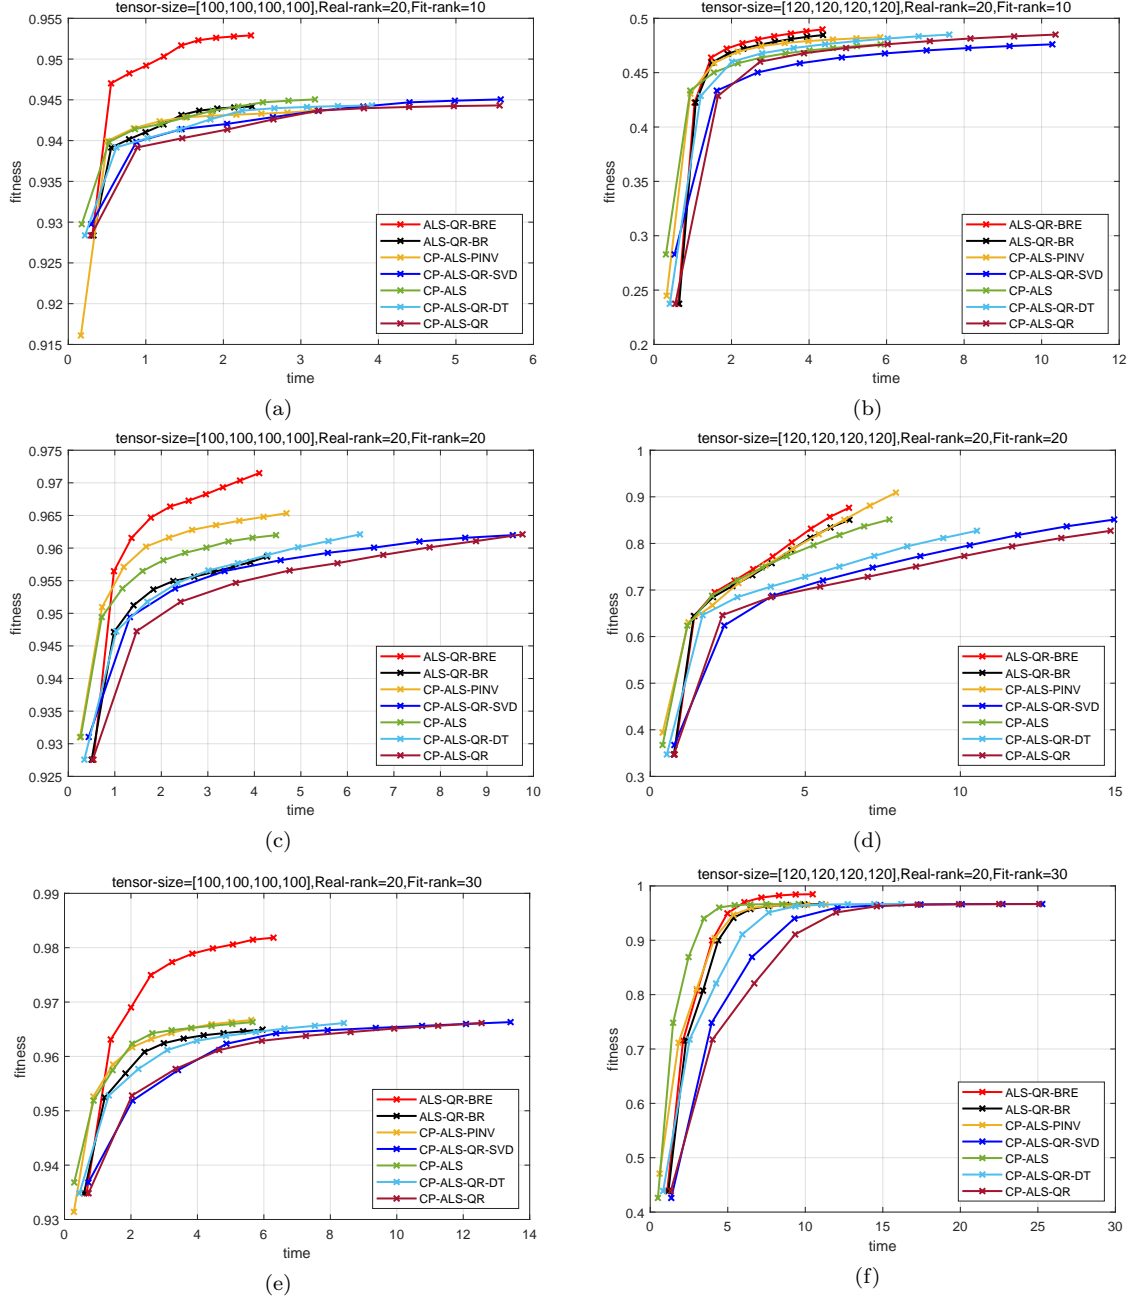 tensor-size=[100,100,100,100],Real-rank=20,Fit-rank=10
0.955
0.95
0.945
0.94
0.935
0.93
0.925
0.92
0.915
fitness
ALS-QR-BRE
ALS-QR-BR
CP-ALS-PINV
CP-ALS-QR-SVD
CP-ALS
CP-ALS-QR-DT
CP-ALS-QR
0 1 2 3 4 5 6
time
(a)
tensor-size=[120,120,120,120],Real-rank=20,Fit-rank=10
0.5
0.45
0.4
0.35
0.3
0.25
0.2
fitness
ALS-QR-BRE
ALS-QR-BR
CP-ALS-PINV
CP-ALS-QR-SVD
CP-ALS
CP-ALS-QR-DT
CP-ALS-QR
0 2 4 6 8 10 12
time
(b)
tensor-size=[100,100,100,100],Real-rank=20,Fit-rank=20
0.975
0.97
0.965
0.96
0.955
0.95
0.945
0.94
0.935
0.93
0.925
fitness
ALS-QR-BRE
ALS-QR-BR
CP-ALS-PINV
CP-ALS-QR-SVD
CP-ALS
CP-ALS-QR-DT
CP-ALS-QR
0 1 2 3 4 5 6 7 8 9 10
time
(c)
tensor-size=[120,120,120,120],Real-rank=20,Fit-rank=20
1
0.9
0.8
0.7
0.6
0.5
0.4
0.3
fitness
ALS-QR-BRE
ALS-QR-BR
CP-ALS-PINV
CP-ALS-QR-SVD
CP-ALS
CP-ALS-QR-DT
CP-ALS-QR
0 5 10 15
time
(d)
tensor-size=[100,100,100,100],Real-rank=20,Fit-rank=30
0.99
0.98
0.97
0.96
0.95
0.94
0.93
fitness
ALS-QR-BRE
ALS-QR-BR
CP-ALS-PINV
CP-ALS-QR-SVD
CP-ALS
CP-ALS-QR-DT
CP-ALS-QR
0 2 4 6 8 10 12 14
time
(e)
tensor-size=[120,120,120,120],Real-rank=20,Fit-rank=30
1
0.9
0.8
0.7
0.6
0.5
0.4
fitness
ALS-QR-BRE
ALS-QR-BR
CP-ALS-PINV
CP-ALS-QR-SVD
CP-ALS
CP-ALS-QR-DT
CP-ALS-QR
0 5 10 15 20 25 30
time
(f)